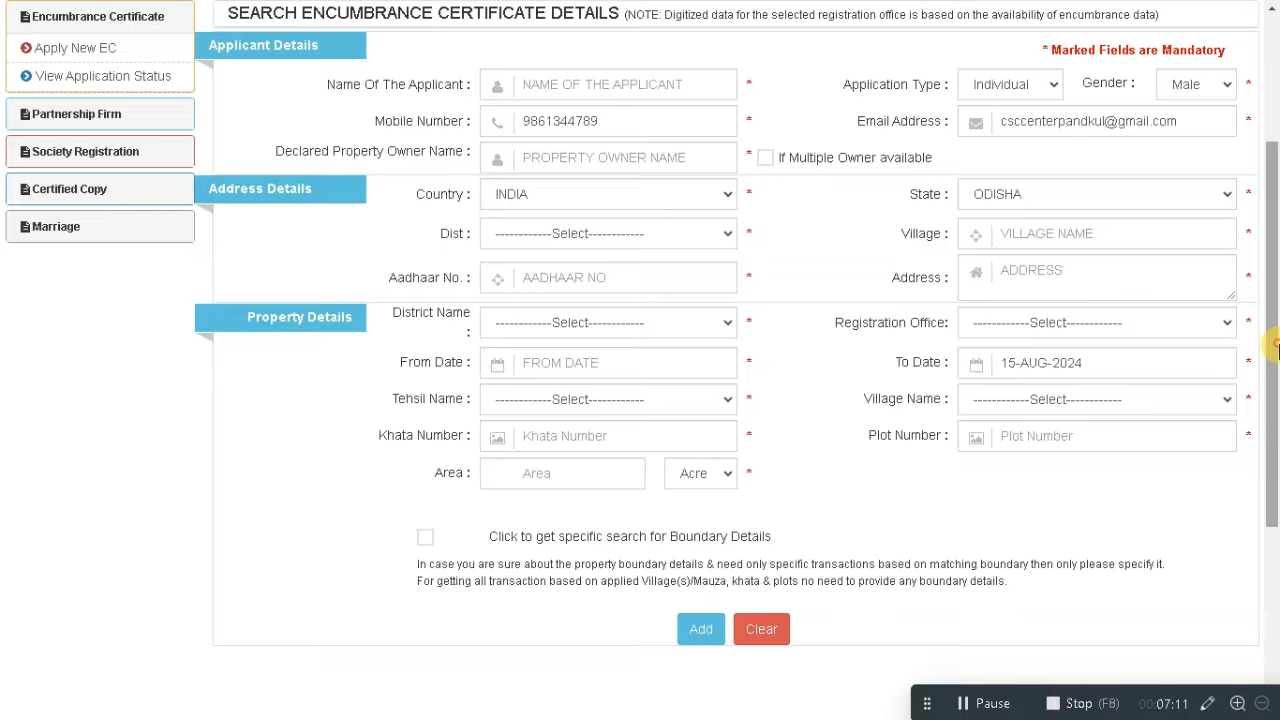 Encumbrance Certificate
Apply New EC
View Application Status
Partnership Firm
Society Registration
Certified Copy
Marriage
SEARCH ENCUMBRANCE CERTIFICATE DETAILS (NOTE: Digitized data for the selected registration office is based on the availability of encumbrance data)
Applicant Details
* Marked Fields are Mandatory
Name Of The Applicant : NAME OF THE APPLICANT * Application Type : Individual Gender : Male *
Mobile Number : 9861344789 * Email Address : csccenterpandkul@gmail.com *
Declared Property Owner Name : PROPERTY OWNER NAME * If Multiple Owner available
Address Details
Country : INDIA * State : ODISHA *
Dist : ------------Select------------ * Village : VILLAGE NAME *
Aadhaar No. : AADHAAR NO * Address : ADDRESS *
Property Details
District Name : ------------Select------------ * Registration Office: ------------Select------------ *
From Date : FROM DATE * To Date : 15-AUG-2024 *
Tehsil Name : ------------Select------------ * Village Name : ------------Select------------ *
Khata Number : Khata Number * Plot Number : Plot Number *
Area : Area Acre *
Click to get specific search for Boundary Details
In case you are sure about the property boundary details & need only specific transactions based on matching boundary then only please specify it.
For getting all transaction based on applied Village(s)/Mauza, khata & plots no need to provide any boundary details.
Add Clear
Pause Stop (F8) 00:07:11